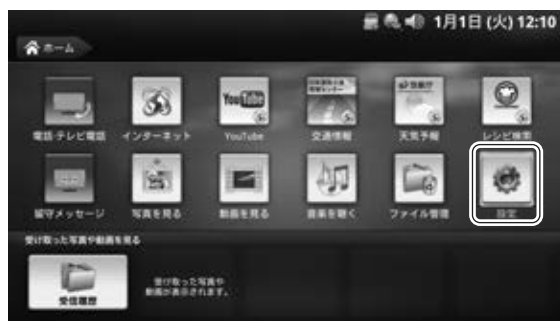 1月1日 (火) 12:10
ホーム
電話・テレビ電話 インターネット YouTube 交通情報 天気予報 レシピ検索
留守メッセージ 写真を見る 動画を見る 音楽を聴く ファイル管理 設定
受け取った写真や動画を見る
受信履歴
受け取った写真や
動画が表示されます。